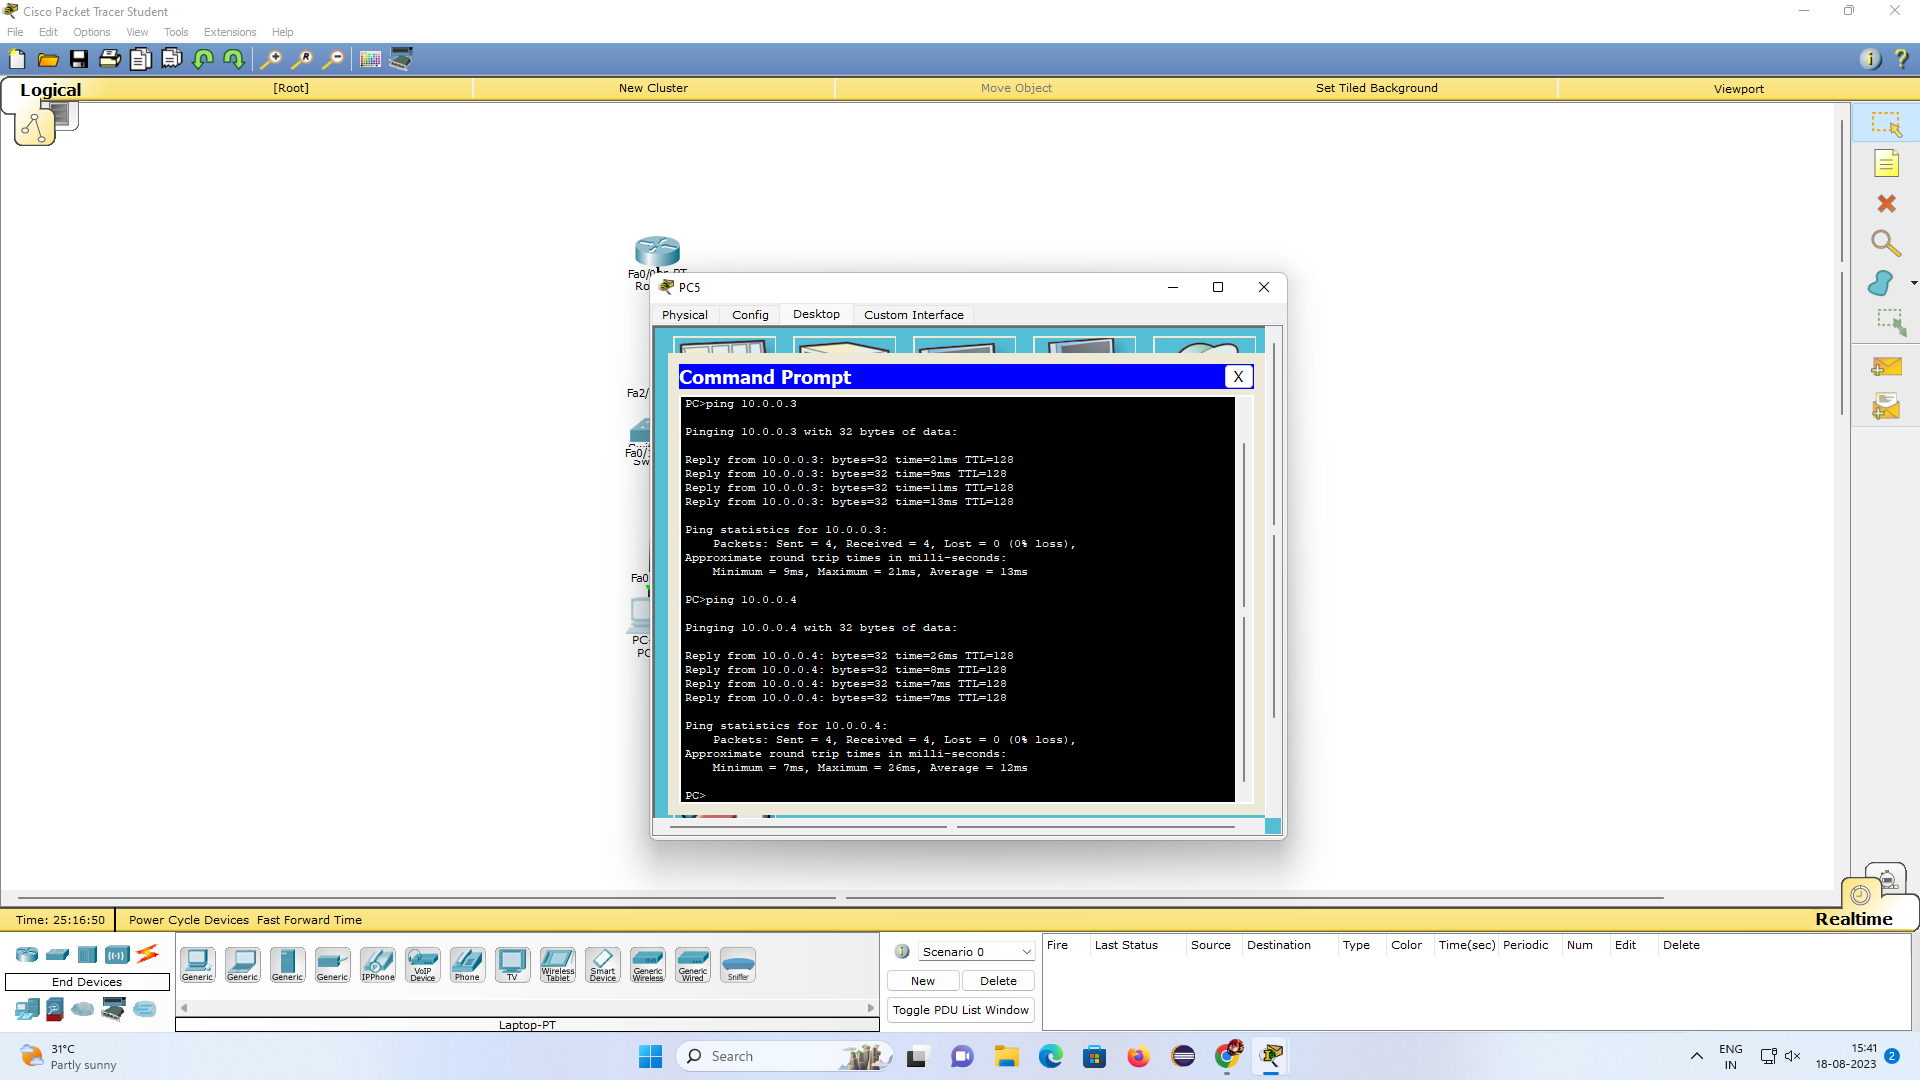 Cisco Packet Tracer Student
File Edit Options View Tools Extensions Help
Logical
[Root]
New Cluster
Move Object
Set Tiled Background
Viewport
Fa0/
PT
Ro
Fa2/
Fa0/
Sw
Fa0
PC-
PC
PC5
Physical Config Desktop Custom Interface
Command Prompt
X
PC>ping 10.0.0.3
Pinging 10.0.0.3 with 32 bytes of data:
Reply from 10.0.0.3: bytes=32 time=21ms TTL=128
Reply from 10.0.0.3: bytes=32 time=9ms TTL=128
Reply from 10.0.0.3: bytes=32 time=11ms TTL=128
Reply from 10.0.0.3: bytes=32 time=13ms TTL=128
Ping statistics for 10.0.0.3:
Packets: Sent = 4, Received = 4, Lost = 0 (0% loss),
Approximate round trip times in milli-seconds:
Minimum = 9ms, Maximum = 21ms, Average = 13ms
PC>ping 10.0.0.4
Pinging 10.0.0.4 with 32 bytes of data:
Reply from 10.0.0.4: bytes=32 time=26ms TTL=128
Reply from 10.0.0.4: bytes=32 time=8ms TTL=128
Reply from 10.0.0.4: bytes=32 time=7ms TTL=128
Reply from 10.0.0.4: bytes=32 time=7ms TTL=128
Ping statistics for 10.0.0.4:
Packets: Sent = 4, Received = 4, Lost = 0 (0% loss),
Approximate round trip times in milli-seconds:
Minimum = 7ms, Maximum = 26ms, Average = 12ms
PC>
Time: 25:16:50 Power Cycle Devices Fast Forward Time
Realtime
End Devices
Generic Generic Generic Generic IPPhone VoIP Device Phone TV Wireless Tablet Smart Device Generic Wireless Generic Wired Sniffer
Laptop-PT
Scenario 0
New Delete
Toggle PDU List Window
Fire Last Status Source Destination Type Color Time(sec) Periodic Num Edit Delete
31°C
Partly sunny
Search
ENG
IN
15:41
18-08-2023
2